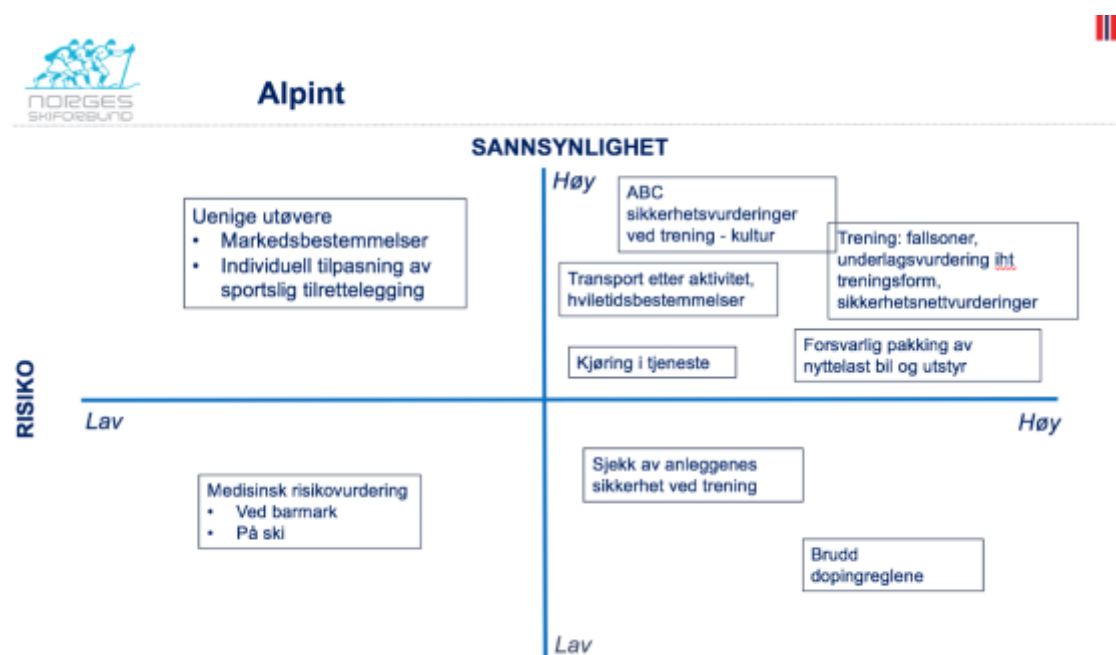 NORGES
SKIFORBUND
Alpint
SANNSYNLIGHET
Høy
Uenige utøvere
• Markedsbestemmelser
• Individuell tilpasning av
sportslig tilrettelegging
ABC
sikkerhetsvurderinger
ved trening - kultur
Trening: fallsoner,
underlagsvurdering iht
treningsform,
sikkerhetsnettvurderinger
Transport etter aktivitet,
hviletidsbestemmelser
Kjøring i tjeneste
Forsvarlig pakking av
nyttelast bil og utstyr
RISIKO
Lav
Høy
Medisinsk risikovurdering
• Ved barmark
• På ski
Sjekk av anleggenes
sikkerhet ved trening
Brudd
dopingreglene
Lav